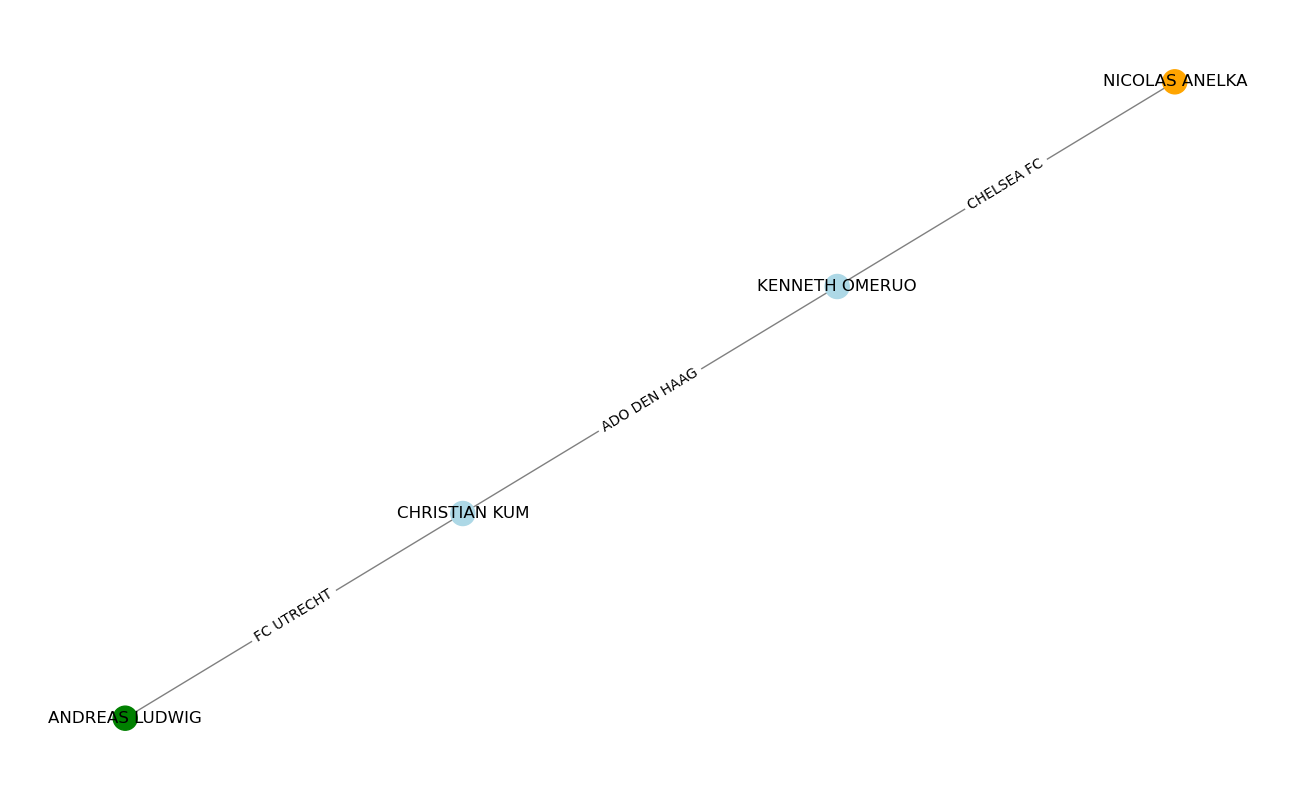 NICOLAS ANELKA
CHELSEA FC
KENNETH OMERUO
ADO DEN HAAG
CHRISTIAN KUM
FC UTRECHT
ANDREAS LUDWIG